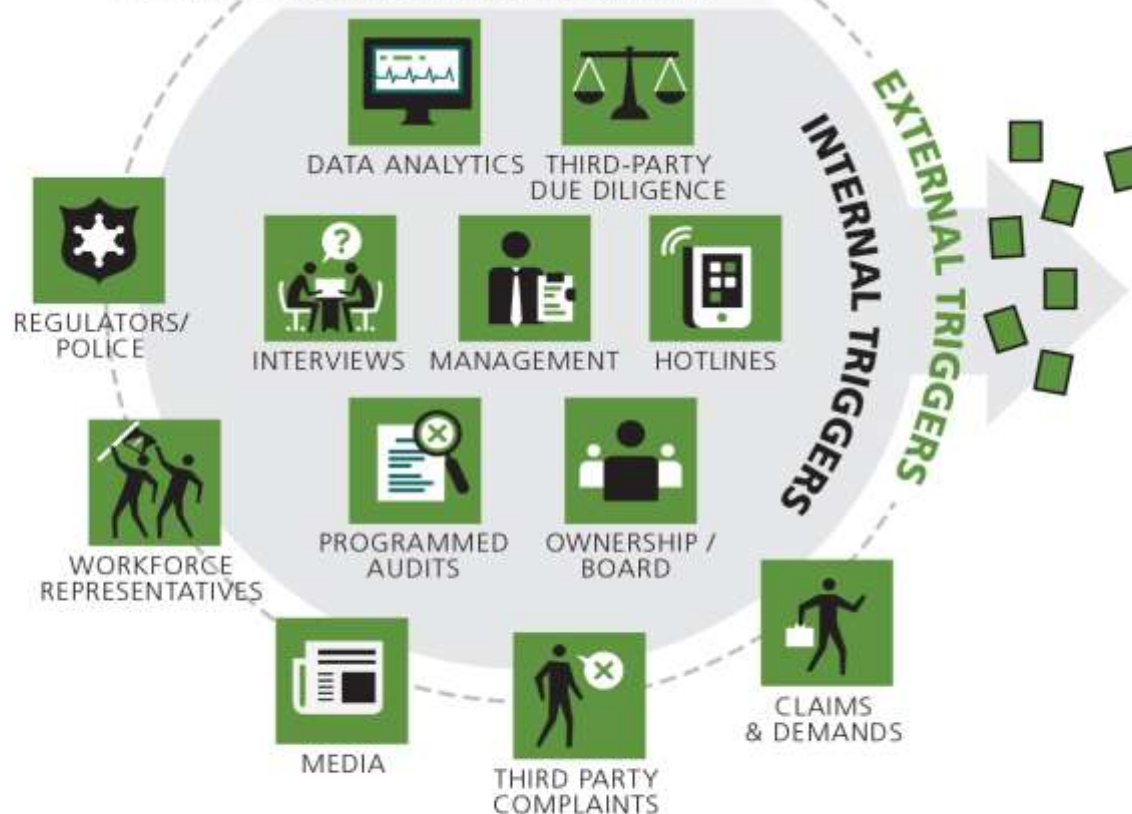 DATA ANALYTICS
THIRD-PARTY
DUE DILIGENCE
REGULATORS/
POLICE
INTERVIEWS
MANAGEMENT
HOTLINES
INTERNAL TRIGGERS
EXTERNAL TRIGGERS
WORKFORCE
REPRESENTATIVES
PROGRAMMED
AUDITS
OWNERSHIP /
BOARD
MEDIA
THIRD PARTY
COMPLAINTS
CLAIMS
& DEMANDS